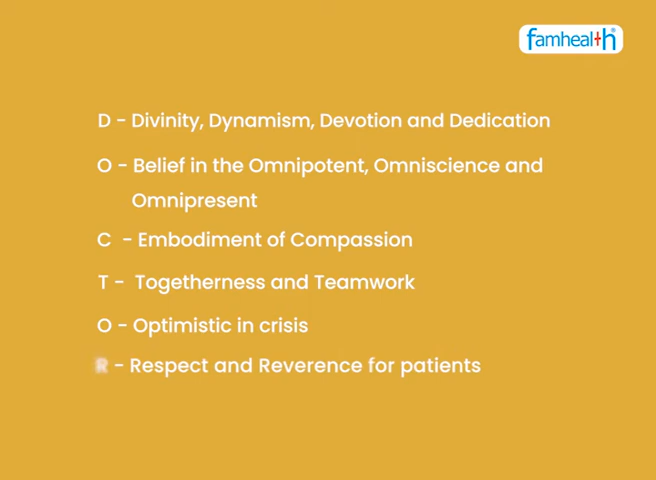 famhealth®
D - Divinity, Dynamism, Devotion and Dedication
O - Belief in the Omnipotent, Omniscience and
Omnipresent
C - Embodiment of Compassion
T - Togetherness and Teamwork
O - Optimistic in crisis
R - Respect and Reverence for patients